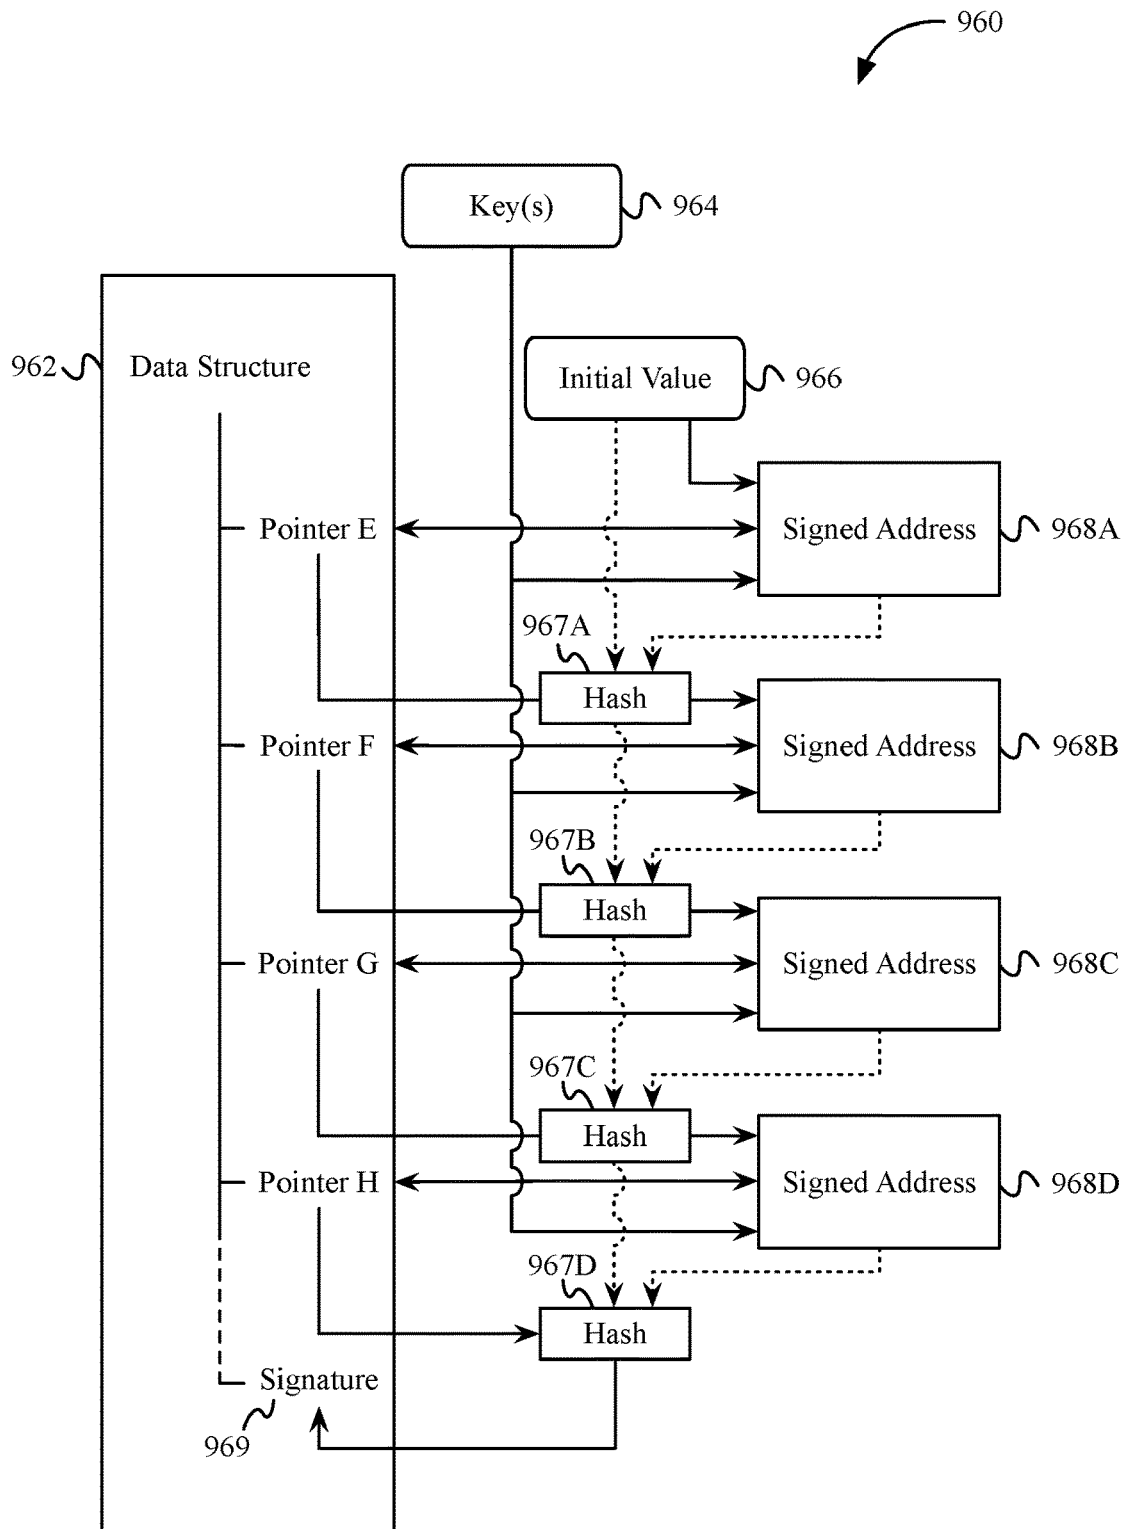 960
Key(s)
964
962
Data Structure
Initial Value
966
Pointer E
Signed Address
968A
967A
Hash
Pointer F
Signed Address
968B
967B
Hash
Pointer G
Signed Address
968C
967C
Hash
Pointer H
Signed Address
968D
967D
Hash
Signature
969